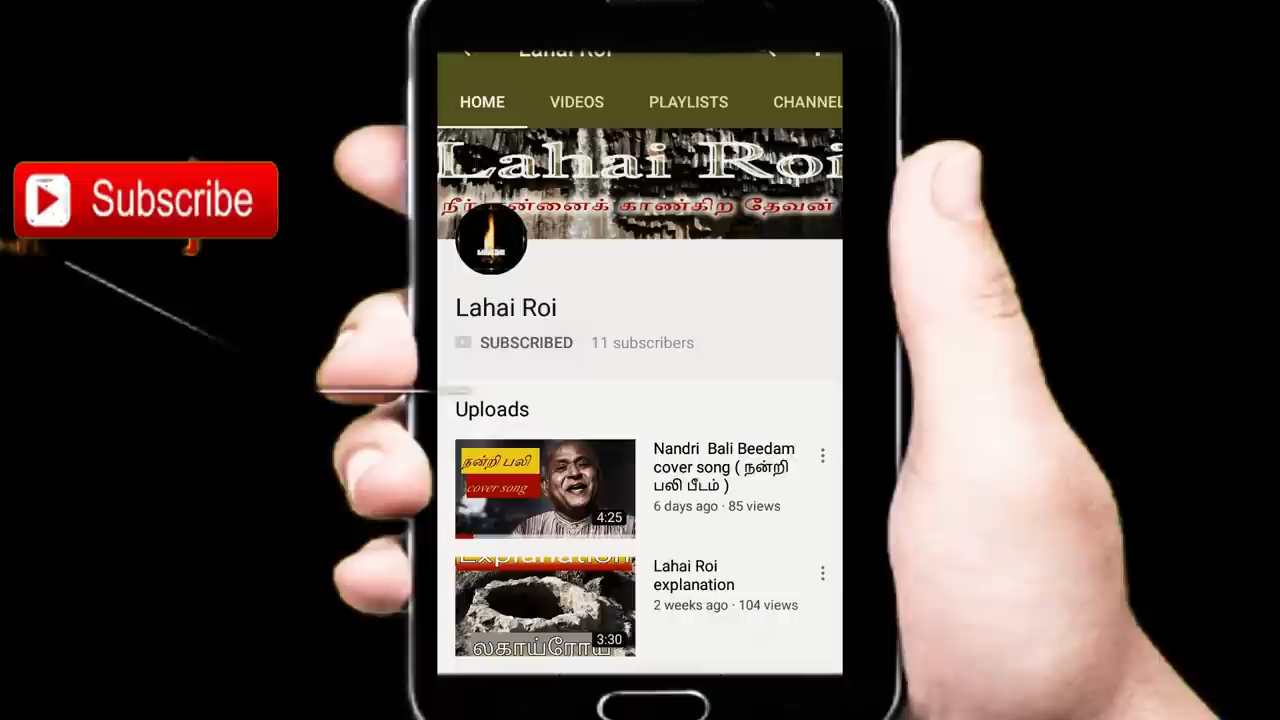 Lahai Roi
HOME VIDEOS PLAYLISTS CHANNEL
Lahai Roi
நீர் காண்கிற தேவன்
Subscribe
Lahai Roi
SUBSCRIBED 11 subscribers
Uploads
நன்றி பலி
cover song
4:25
Nandri Bali Beedam
cover song ( நன்றி
பலி பீடம் )
6 days ago · 85 views
Explanation
லகாய்ரோய்
3:30
Lahai Roi
explanation
2 weeks ago · 104 views